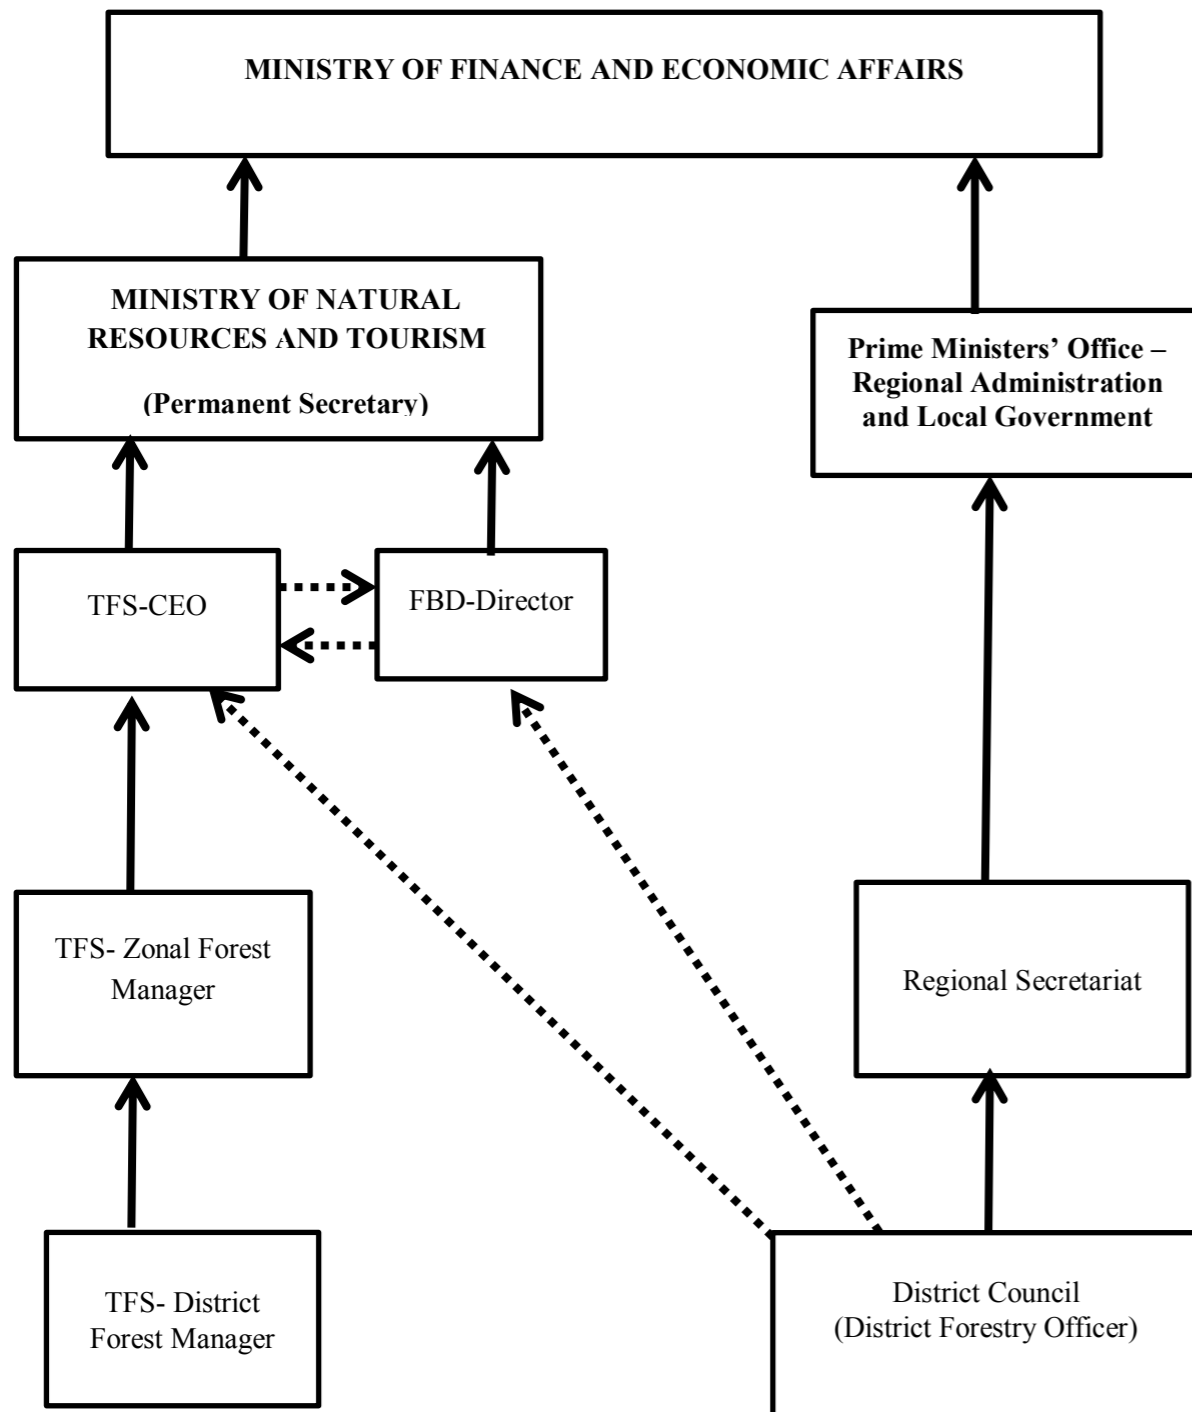 MINISTRY OF FINANCE AND ECONOMIC AFFAIRS
MINISTRY OF NATURAL
RESOURCES AND TOURISM
(Permanent Secretary)
Prime Ministers’ Office –
Regional Administration
and Local Government
TFS-CEO
FBD-Director
TFS- Zonal Forest
Manager
Regional Secretariat
TFS- District
Forest Manager
District Council
(District Forestry Officer)